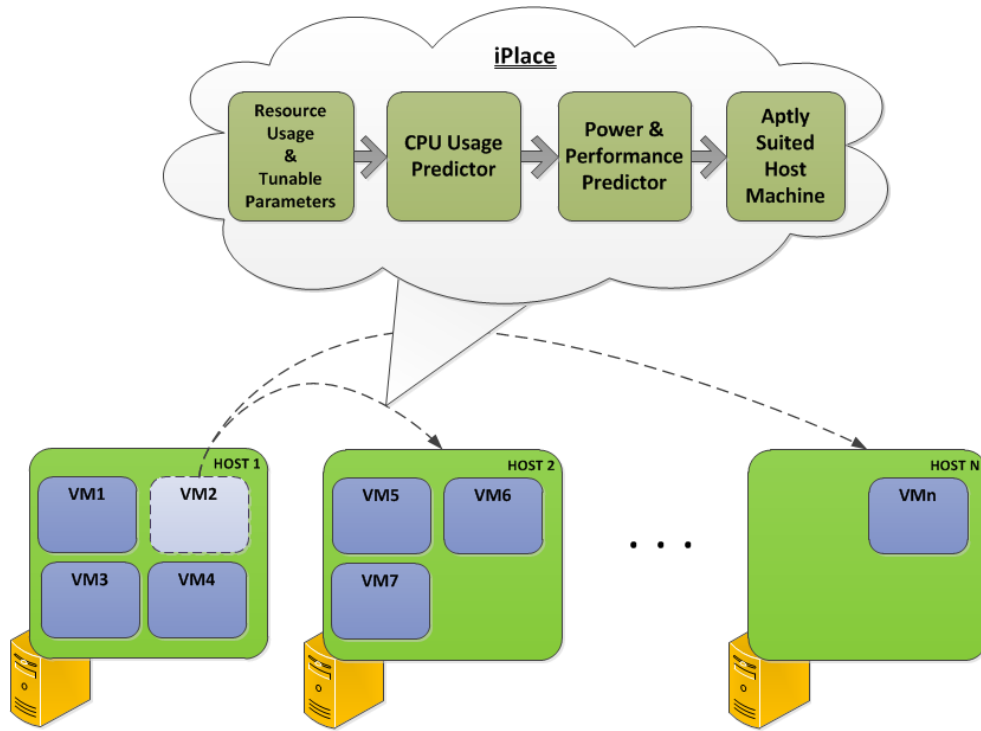 iPlace
Resource
Usage
&
Tunable
Parameters
CPU Usage
Predictor
Power &
Performance
Predictor
Aptly
Suited
Host
Machine
HOST 1
VM1
VM2
VM3
VM4
HOST 2
VM5
VM6
VM7
. . .
HOST N
VMn